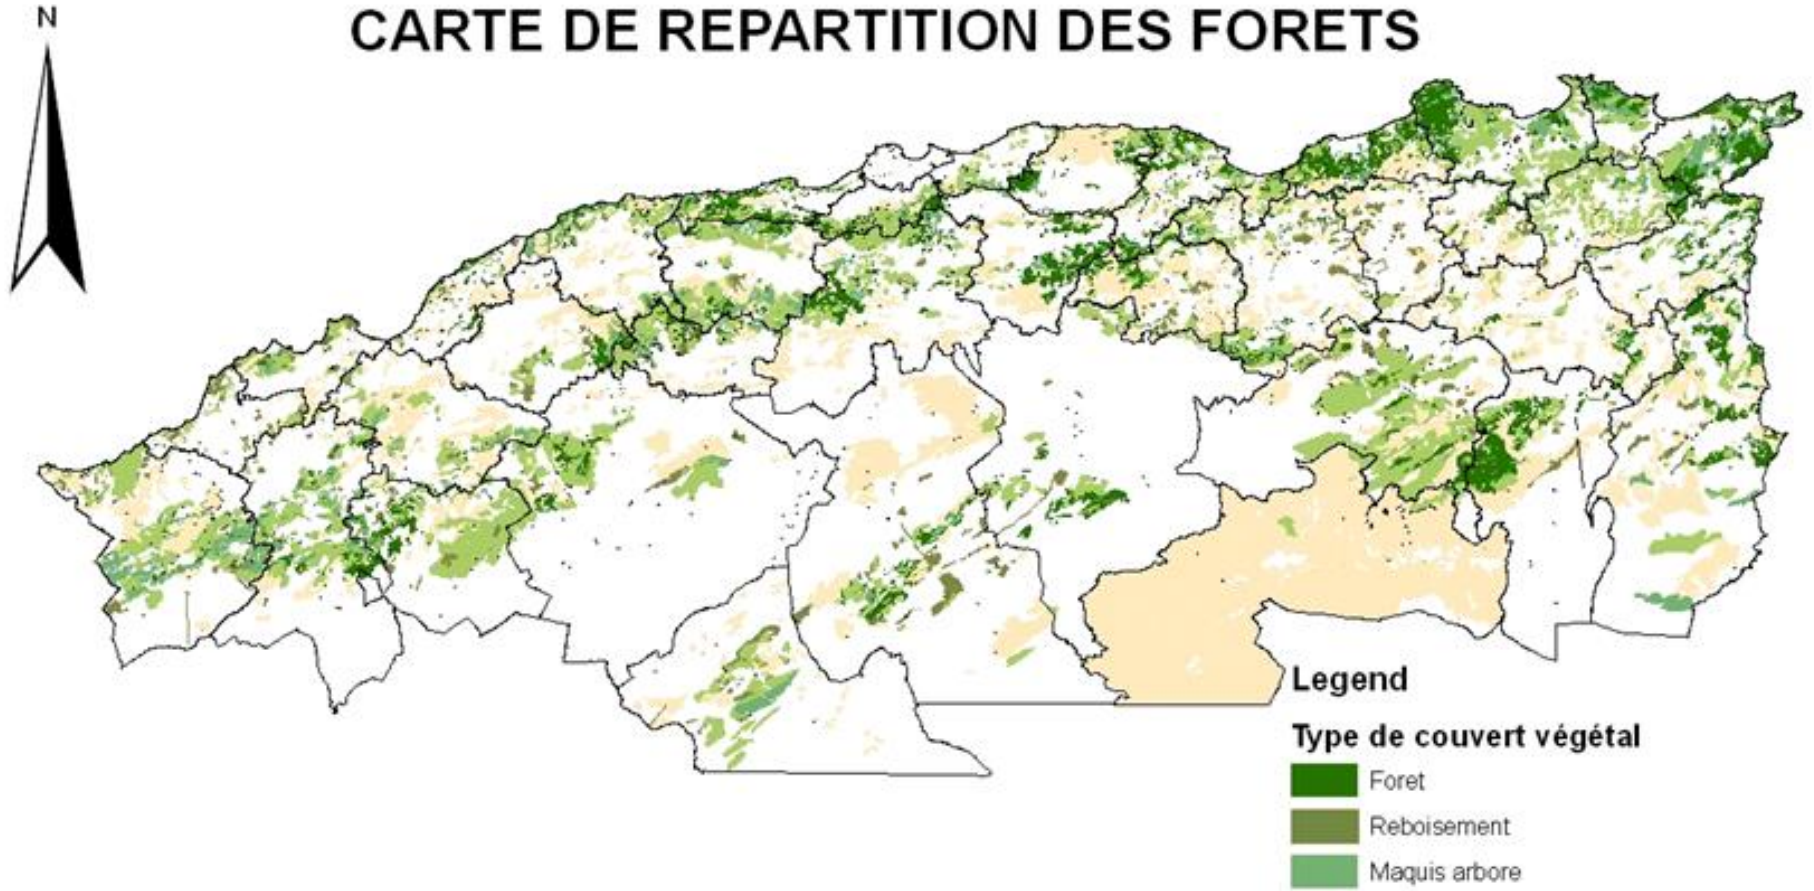 N
CARTE DE REPARTITION DES FORETS
Legend
Type de couvert végétal
Foret
Reboisement
Maquis arbore